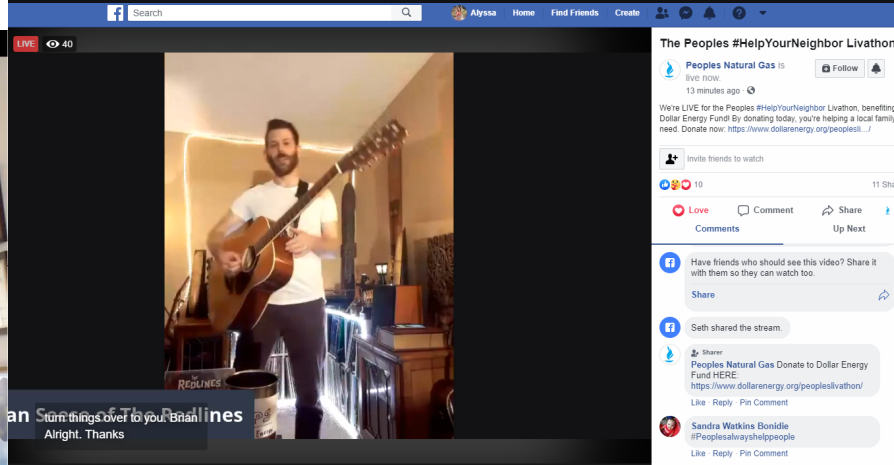 Search
Alyssa
Home
Find Friends
Create
LIVE
40
REDLINES
an Seese of The Redlines
turn things over to you. Brian
Alright. Thanks
The Peoples #HelpYourNeighbor Livathon
Peoples Natural Gas is
live now.
Follow
13 minutes ago
We're LIVE for the Peoples #HelpYourNeighbor Livathon, benefiting
Dollar Energy Fund! By donating today, you're helping a local family
need. Donate now: https://www.dollarenergy.org/peoplesli.../
Invite friends to watch
10
11 Sha
Love
Comment
Share
Comments
Up Next
Have friends who should see this video? Share it
with them so they can watch too.
Share
Seth shared the stream.
Sharer
Peoples Natural Gas Donate to Dollar Energy
Fund HERE:
https://www.dollarenergy.org/peopleslivathon/
Like · Reply · Pin Comment
Sandra Watkins Bonidie
#Peoplesalwayshelppeople
Like · Reply · Pin Comment